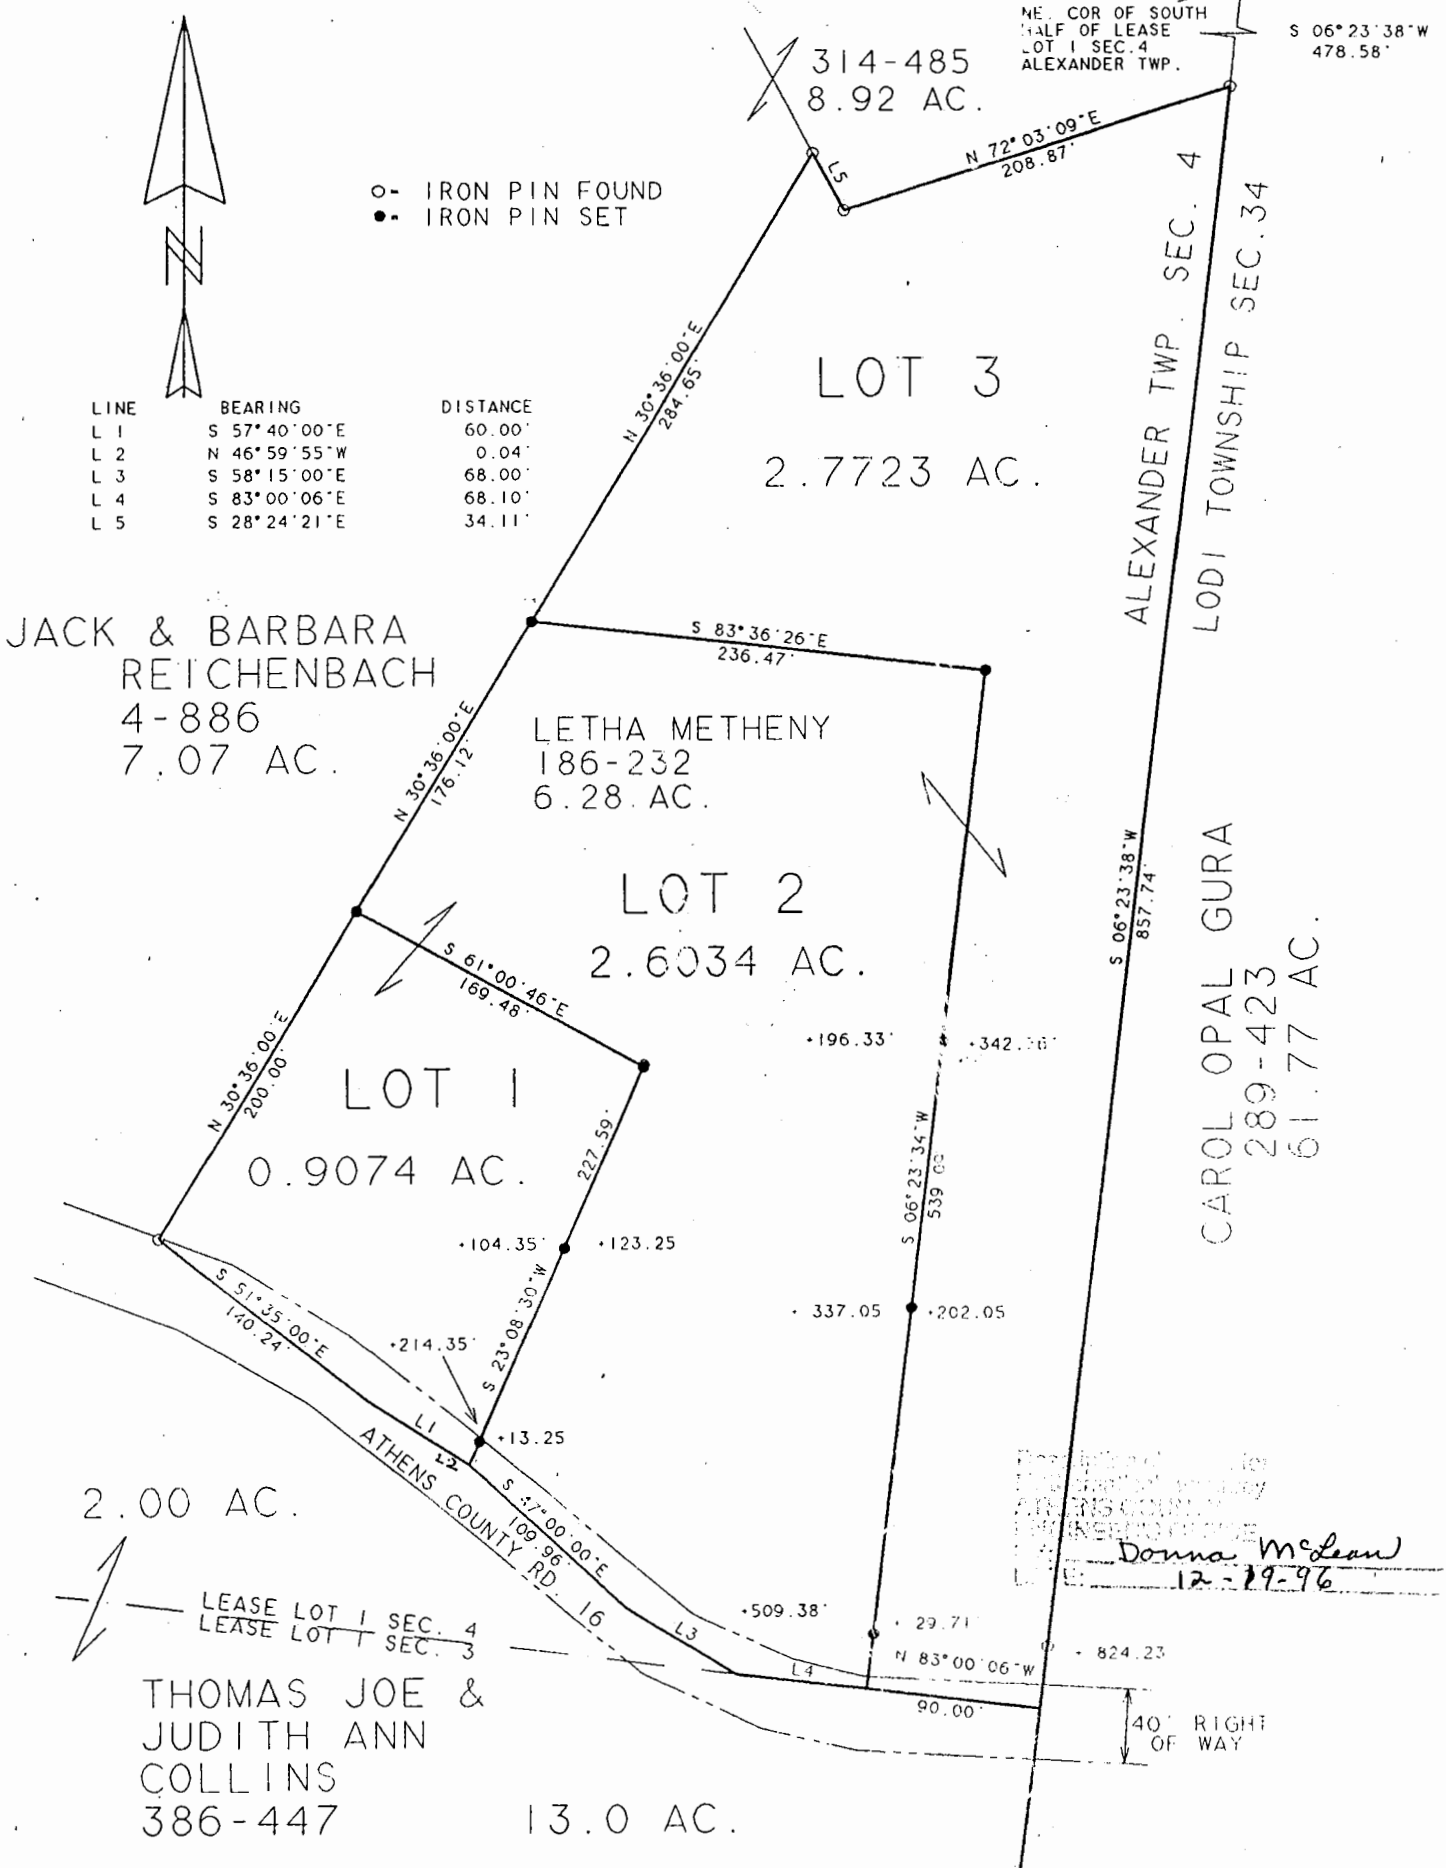 NE. COR OF SOUTH
HALF OF LEASE
LOT 1 SEC.4
ALEXANDER TWP.
S 06°23'38"W
478.58'
314-485
8.92 AC.
N 72°03'09"E
208.87'
L5
○- IRON PIN FOUND
●- IRON PIN SET
N
ALEXANDER TWP. SEC. 4
LODI TOWNSHIP SEC.34
N 30°36'00"E
284.65'
LOT 3
2.7723 AC.
LINE BEARING DISTANCE
L 1 S 57°40'00"E 60.00'
L 2 N 46°59'55"W 0.04'
L 3 S 58°15'00"E 68.00'
L 4 S 83°00'06"E 68.10'
L 5 S 28°24'21"E 34.11'
JACK & BARBARA
REICHENBACH
4-886
7.07 AC.
S 83°36'26"E
236.47'
LETHA METHENY
186-232
6.28 AC.
N 30°36'00"E
176.12'
LOT 2
2.6034 AC.
S 06°23'38"W
857.74'
CAROL OPAL GURA
289-423
61.77 AC.
S 61°00'46"E
169.48'
+196.33'
N 30°36'00"E
200.00'
LOT 1
0.9074 AC.
227.59'
S 06°23'34"W
+104.35'
+123.25
S 23°08'30"W
+337.05
+202.05
S 51°35'00"E
140.24'
+214.35'
+13.25
L1
L2
ATHENS COUNTY RD 16
S 47°00'00"E
109.96'
2.00 AC.
Donna McLean
12-19-96
LEASE LOT 1 SEC. 4
LEASE LOT 1 SEC. 3
L3
+509.38'
+29.71'
L4
N 83°00'06"W
90.00'
+824.23
40' RIGHT
OF WAY
THOMAS JOE &
JUDITH ANN
COLLINS
386-447
13.0 AC.